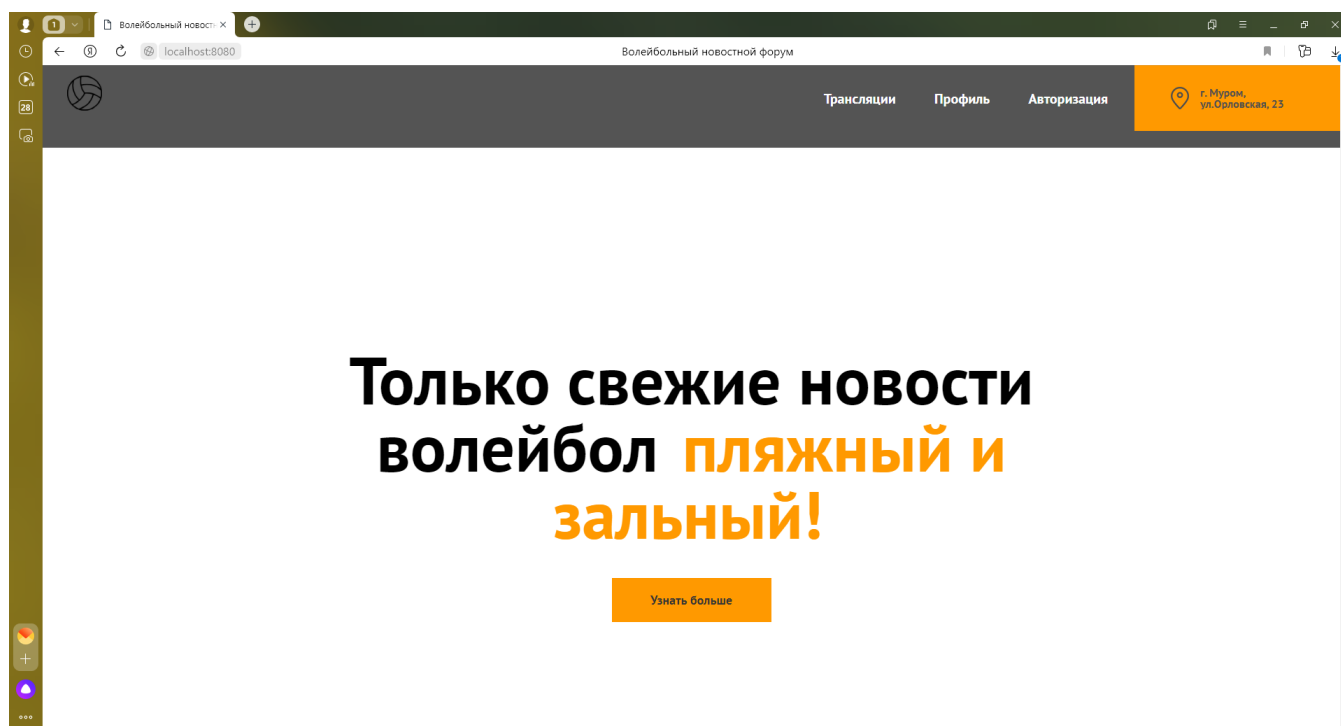 1
Волейбольный новост
localhost:8080
Волейбольный новостной форум
28
Трансляции
Профиль
Авторизация
г. Муром,
ул.Орловская, 23
Только свежие новости
волейбол пляжный и
зальный!
Узнать больше